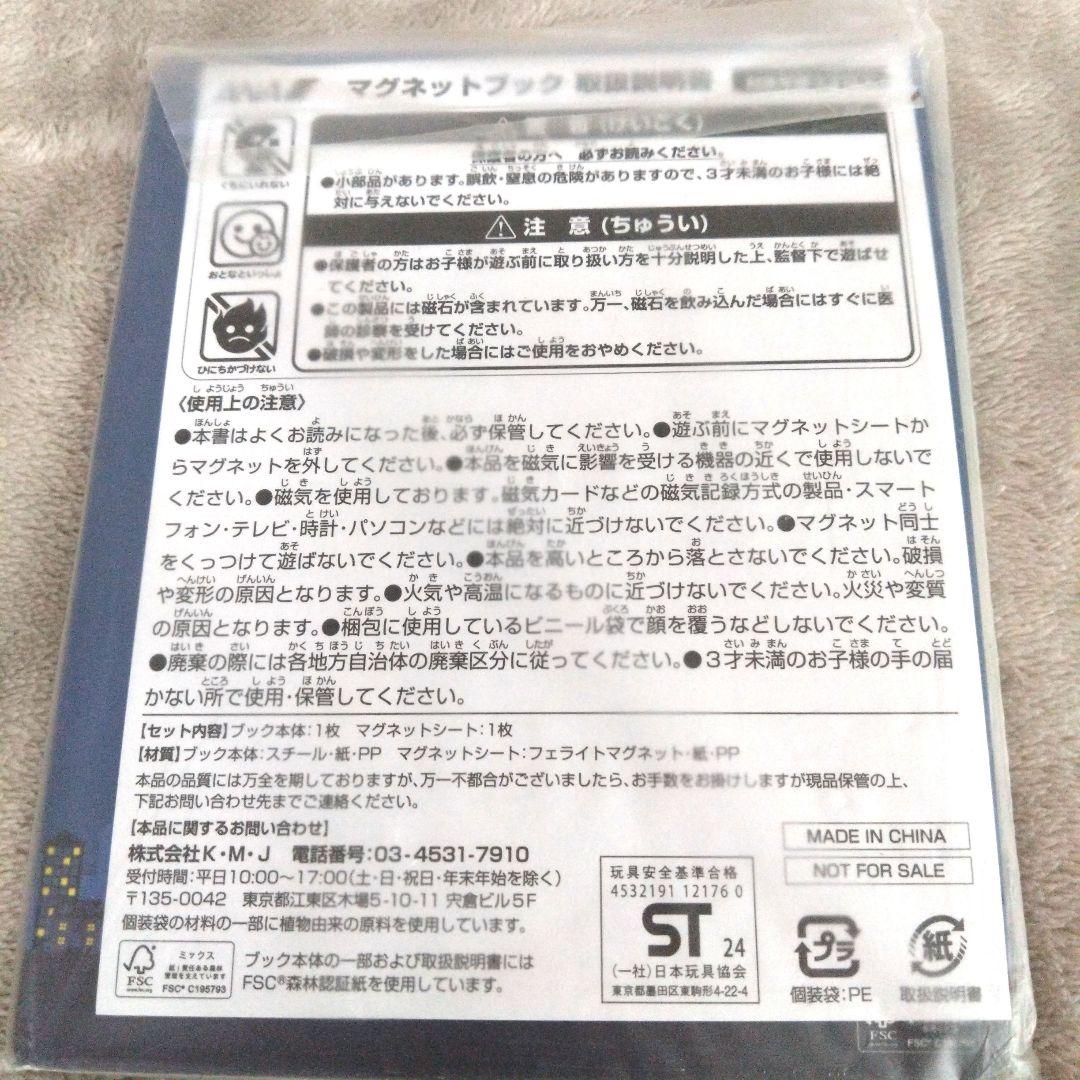 マグネットブック 取扱説明書
警 告 (けいこく)
保護者の方へ 必ずお読みください。
●小部品があります。誤飲・窒息の危険がありますので、3才未満のお子様には絶
対に与えないでください。
注 意 (ちゅうい)
●保護者の方はお子様が遊ぶ前に取り扱い方を十分説明した上、監督下で遊ばせ
てください。
●この製品には磁石が含まれています。万一、磁石を飲み込んだ場合にはすぐに医
師の診察を受けてください。
●破損や変形をした場合にはご使用をおやめください。
くちにいれない
おとなといっしょ
ひにちかづけない
〈使用上の注意〉
●本書はよくお読みになった後、必ず保管してください。●遊ぶ前にマグネットシートか
らマグネットを外してください。●本品を磁気に影響を受ける機器の近くで使用しないで
ください。●磁気を使用しております。磁気カードなどの磁気記録方式の製品・スマート
フォン・テレビ・時計・パソコンなどには絶対に近づけないでください。●マグネット同士
をくっつけて遊ばないでください。●本品を高いところから落とさないでください。破損
や変形の原因となります。●火気や高温になるものに近づけないでください。火災や変質
の原因となります。●梱包に使用しているビニール袋で顔を覆うなどしないでください。
●廃棄の際には各地方自治体の廃棄区分に従ってください。●3才未満のお子様の手の届
かない所で使用・保管してください。
【セット内容】ブック本体:1枚 マグネットシート:1枚
【材質】ブック本体:スチール・紙・PP マグネットシート:フェライトマグネット・紙・PP
本品の品質には万全を期しておりますが、万一不都合がございましたら、お手数をお掛けしますが現品保管の上、
下記お問い合わせ先までご連絡ください。
【本品に関するお問い合わせ】
株式会社K・M・J 電話番号:03-4531-7910
受付時間:平日10:00〜17:00(土・日・祝日・年末年始を除く)
〒135-0042 東京都江東区木場5-10-11 宍倉ビル5F
個装袋の材料の一部に植物由来の原料を使用しています。
FSC
www.fsc.org
ミックス
紙|責任ある森林
管理を支えています
FSC® C195793
ブック本体の一部および取扱説明書には
FSC®森林認証紙を使用しています。
玩具安全基準合格
4532191 12176 0
ST 24
(一社)日本玩具協会
東京都墨田区東駒形4-22-4
MADE IN CHINA
NOT FOR SALE
プラ
個装袋:PE
紙
取扱説明書
FSC